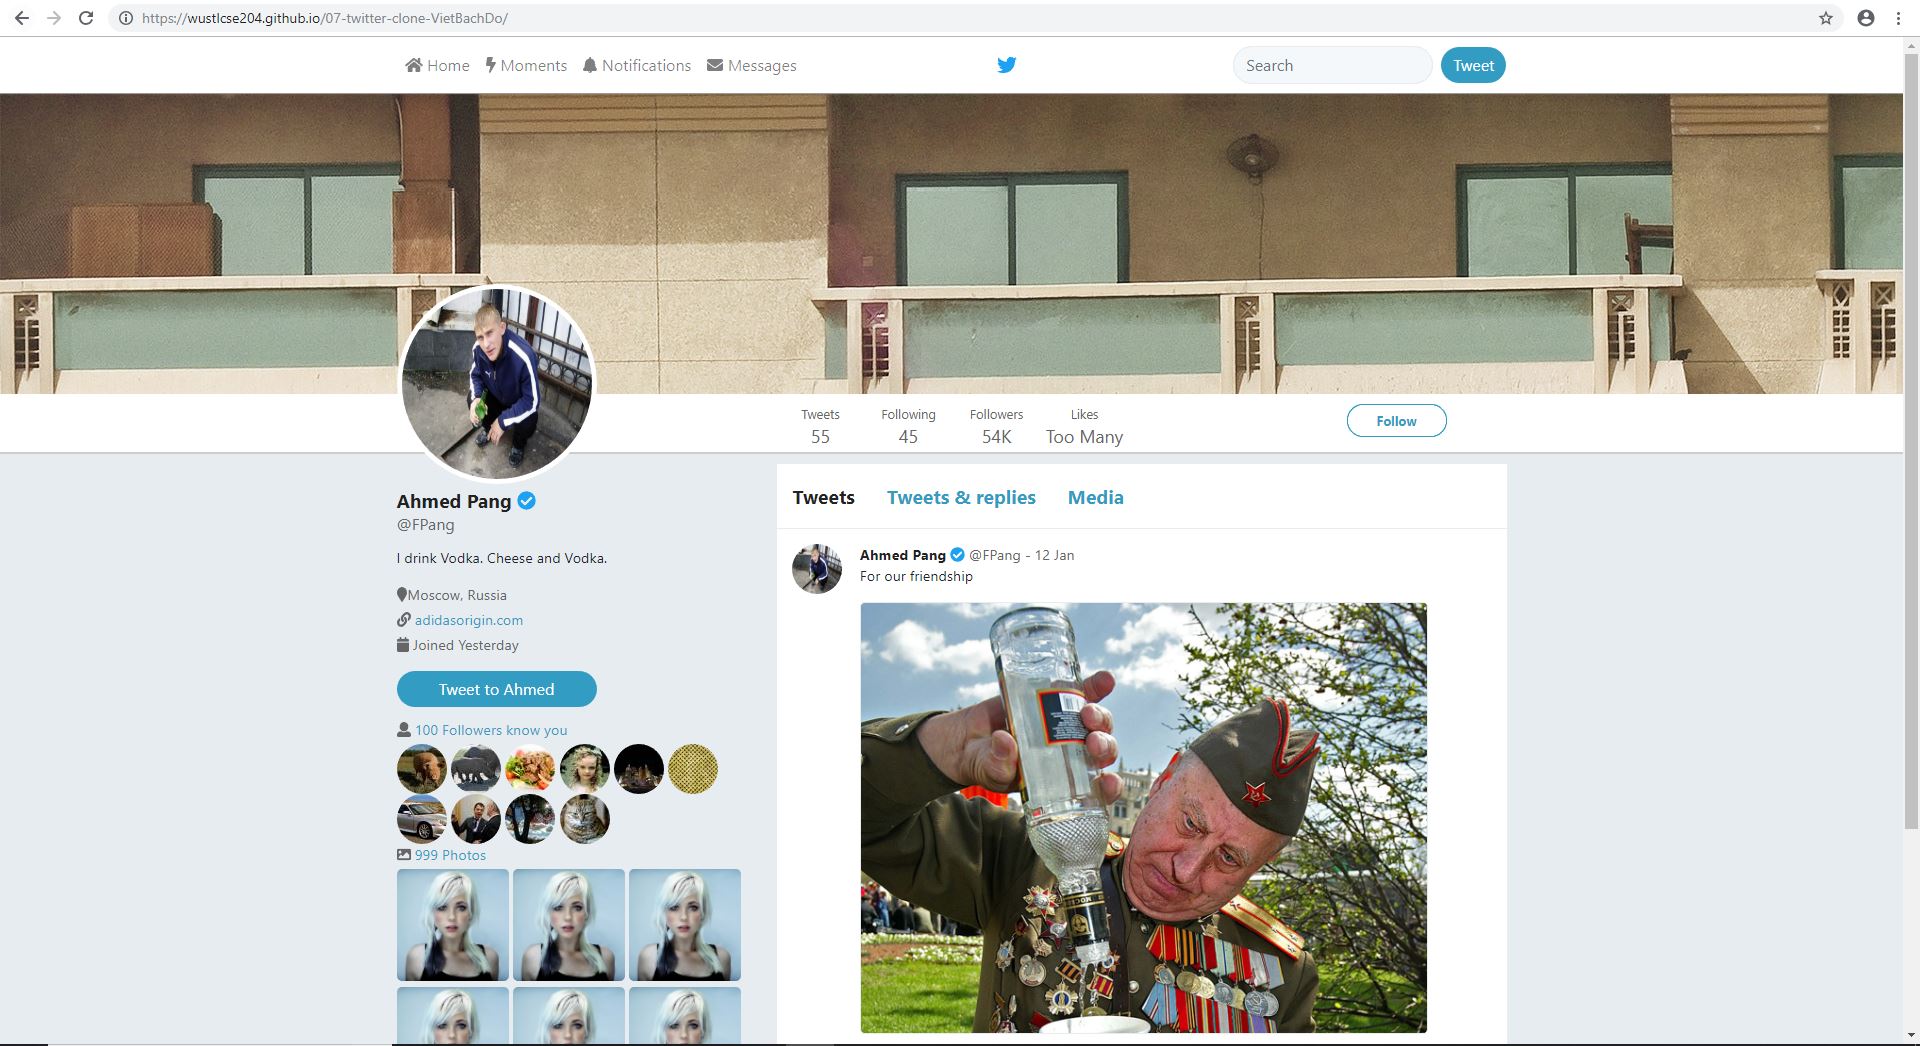 https://wustlcse204.github.io/07-twitter-clone-VietBachDo/
Home Moments Notifications Messages Search Tweet
Tweets Following Followers Likes
55 45 54K Too Many
Follow
Ahmed Pang
@FPang
I drink Vodka. Cheese and Vodka.
Moscow, Russia
adidasorigin.com
Joined Yesterday
Tweet to Ahmed
100 Followers know you
999 Photos
Tweets Tweets & replies Media
Ahmed Pang @FPang - 12 Jan
For our friendship